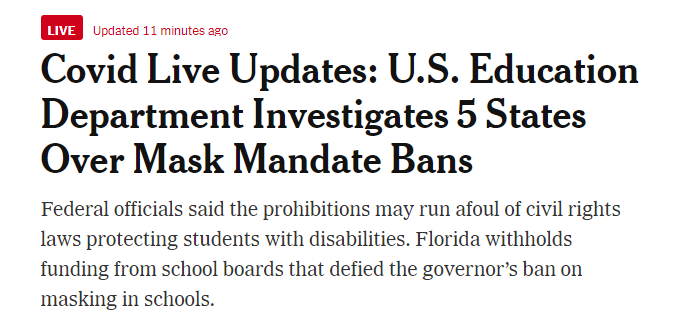 LIVE Updated 11 minutes ago
Covid Live Updates: U.S. Education
Department Investigates 5 States
Over Mask Mandate Bans
Federal officials said the prohibitions may run afoul of civil rights
laws protecting students with disabilities. Florida withholds
funding from school boards that defied the governor’s ban on
masking in schools.